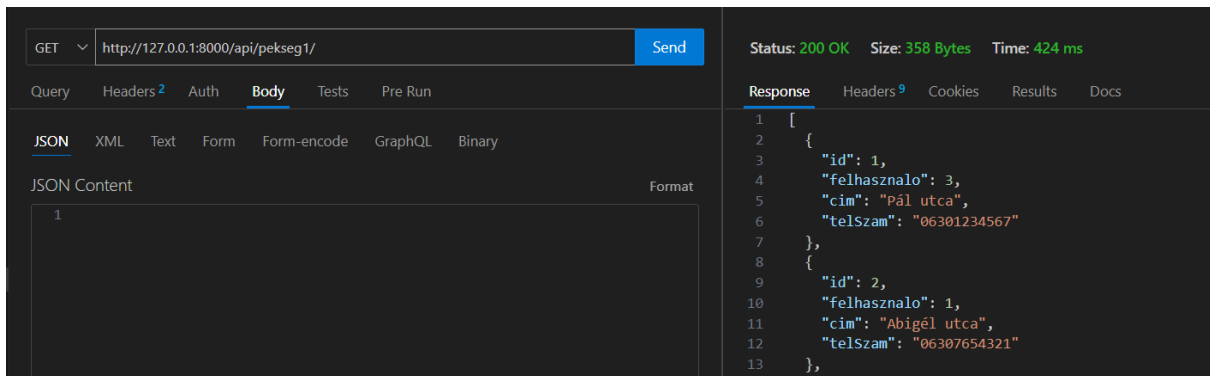 GET http://127.0.0.1:8000/api/pekseg1/ Send
Query Headers 2 Auth Body Tests Pre Run
JSON XML Text Form Form-encode GraphQL Binary
JSON Content Format
1
Status: 200 OK Size: 358 Bytes Time: 424 ms
Response Headers 9 Cookies Results Docs
1 [
2 {
3 "id": 1,
4 "felhasznalo": 3,
5 "cim": "Pál utca",
6 "telSzam": "06301234567"
7 },
8 {
9 "id": 2,
10 "felhasznalo": 1,
11 "cim": "Abigél utca",
12 "telSzam": "06307654321"
13 },